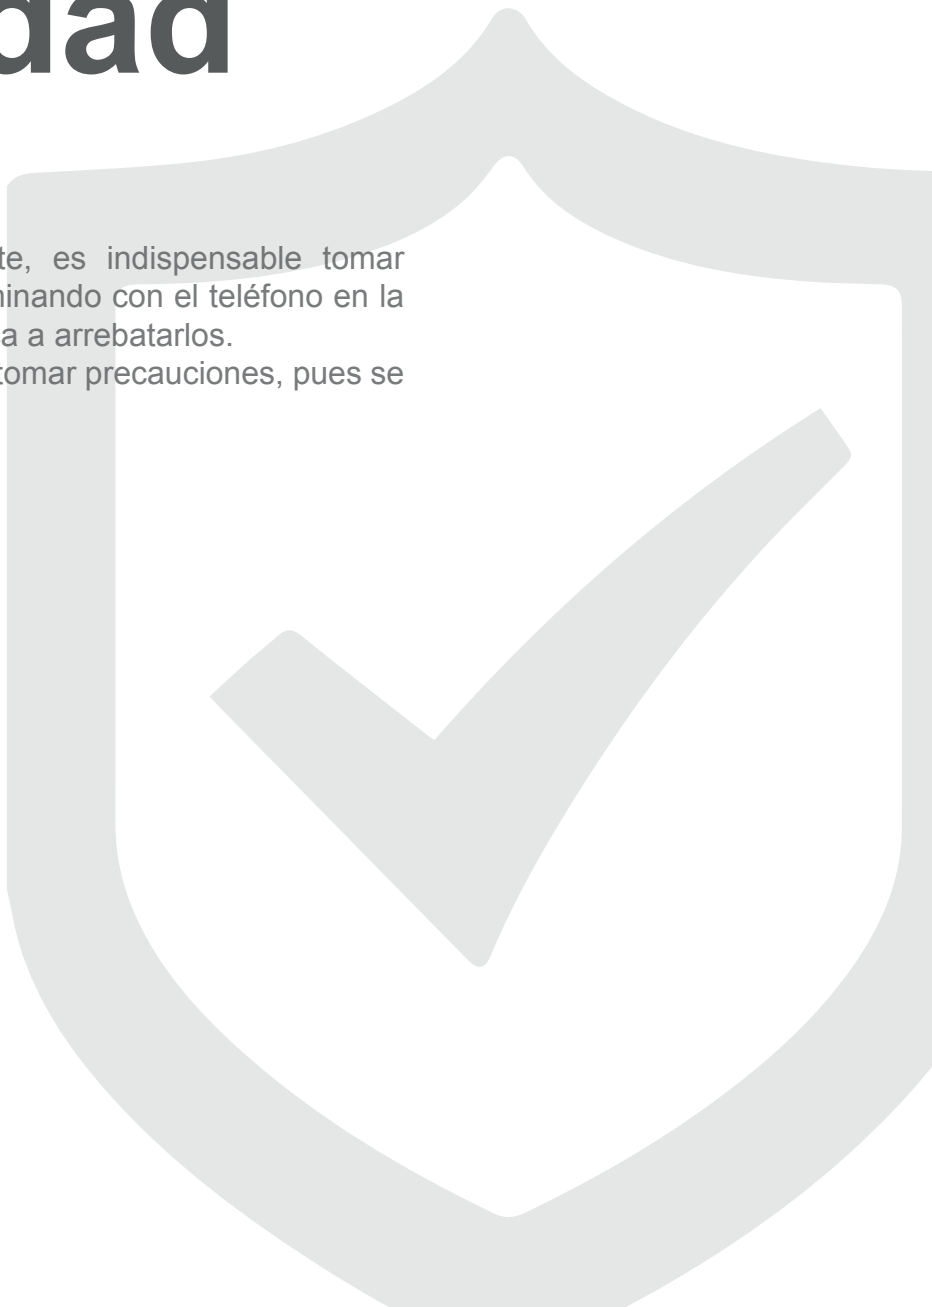 dad
te, es indispensable tomar
minando con el teléfono en la
a a arrebatarlos.
tomar precauciones, pues se